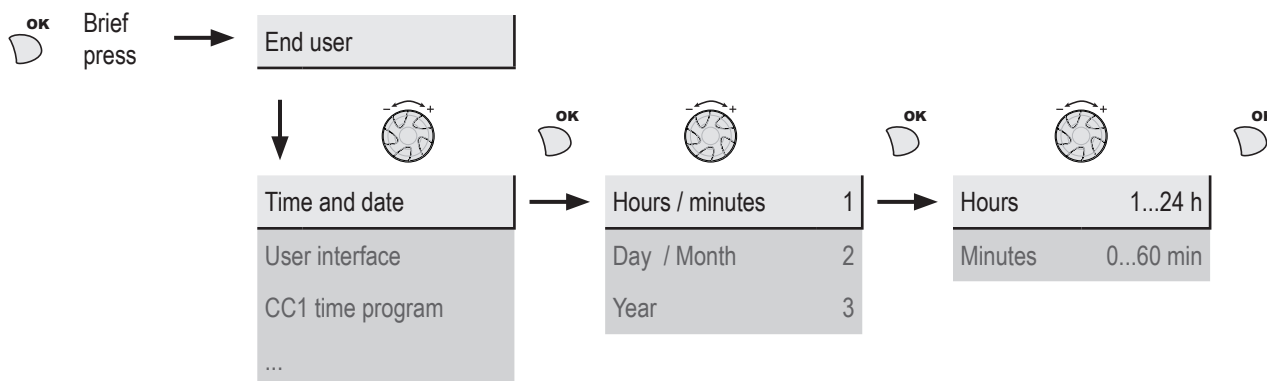 OK
Brief
press
End user
- +
OK
- +
OK
- +
Time and date
Hours / minutes 1
Hours 1...24 h
User interface
Day / Month 2
Minutes 0...60 min
CC1 time program
Year 3
...